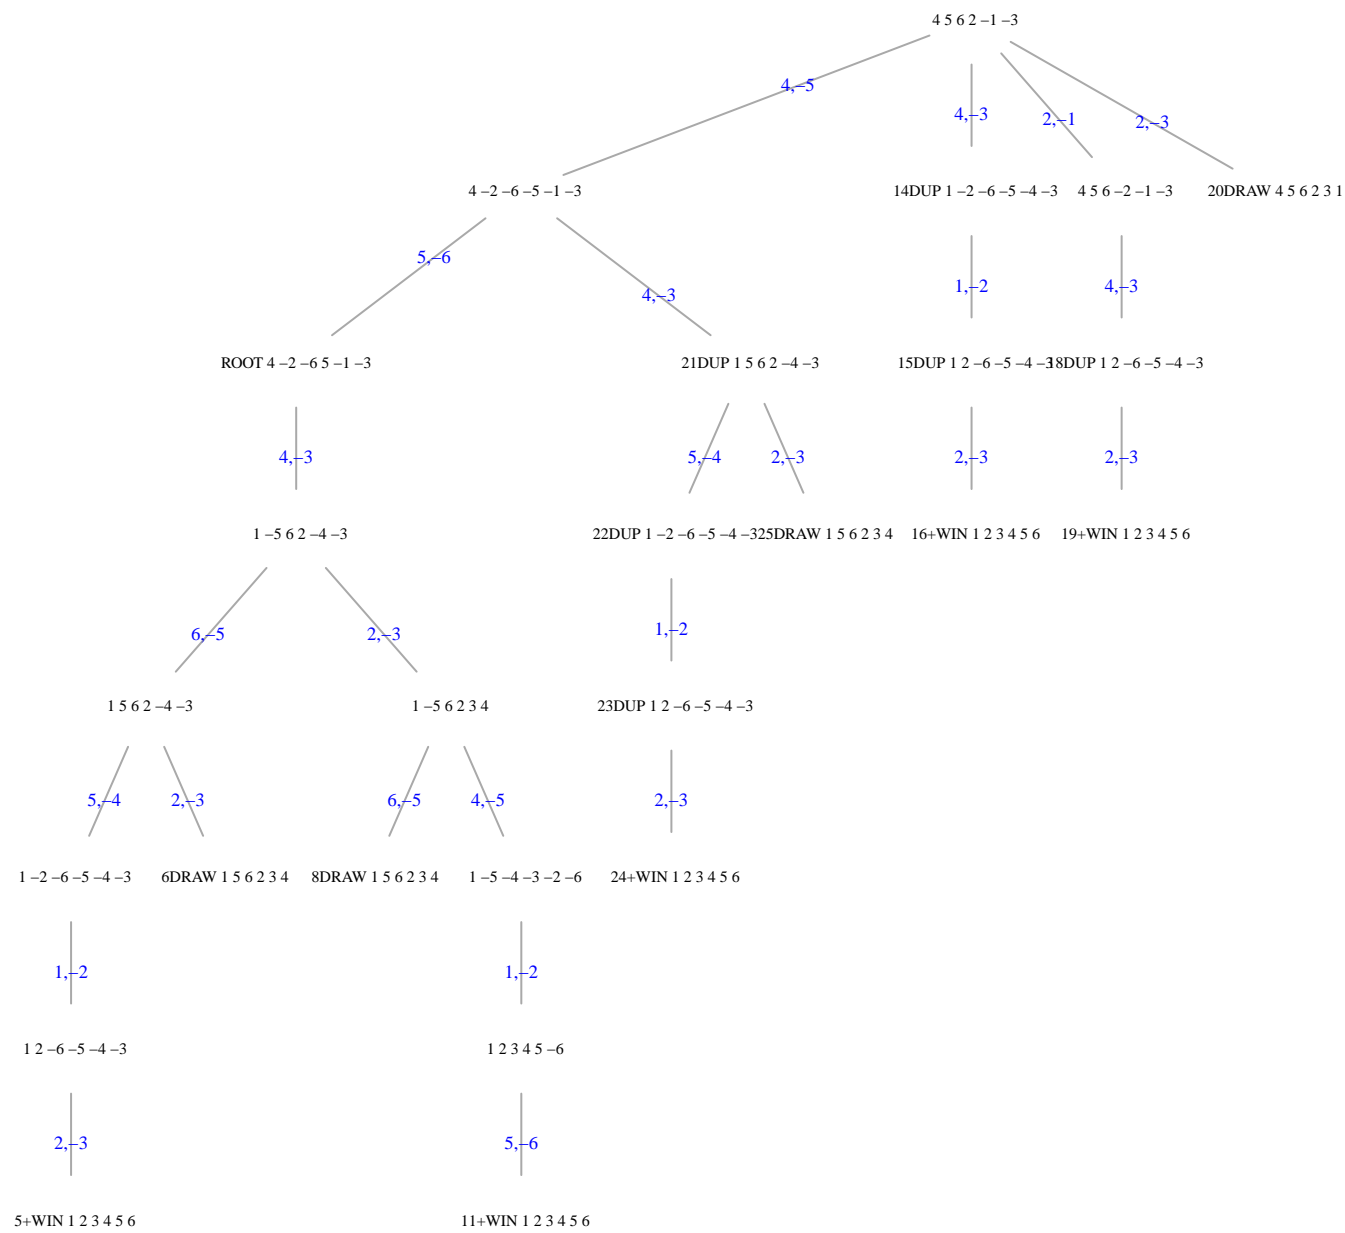 4 5 6 2 –1 –3
4,–5
4,–3
2,–1
2,–3
4 –2 –6 –5 –1 –3
14DUP 1 –2 –6 –5 –4 –3
4 5 6 –2 –1 –3
20DRAW 4 5 6 2 3 1
5,–6
4,–3
1,–2
4,–3
ROOT 4 –2 –6 5 –1 –3
21DUP 1 5 6 2 –4 –3
15DUP 1 2 –6 –5 –4 –3
18DUP 1 2 –6 –5 –4 –3
4,–3
5,–4
2,–3
2,–3
2,–3
1 –5 6 2 –4 –3
22DUP 1 –2 –6 –5 –4 –3
25DRAW 1 5 6 2 3 4
16+WIN 1 2 3 4 5 6
19+WIN 1 2 3 4 5 6
6,–5
2,–3
1,–2
1 5 6 2 –4 –3
1 –5 6 2 3 4
23DUP 1 2 –6 –5 –4 –3
5,–4
2,–3
6,–5
4,–5
2,–3
1 –2 –6 –5 –4 –3
6DRAW 1 5 6 2 3 4
8DRAW 1 5 6 2 3 4
1 –5 –4 –3 –2 –6
24+WIN 1 2 3 4 5 6
1,–2
1,–2
1 2 –6 –5 –4 –3
1 2 3 4 5 –6
2,–3
5,–6
5+WIN 1 2 3 4 5 6
11+WIN 1 2 3 4 5 6